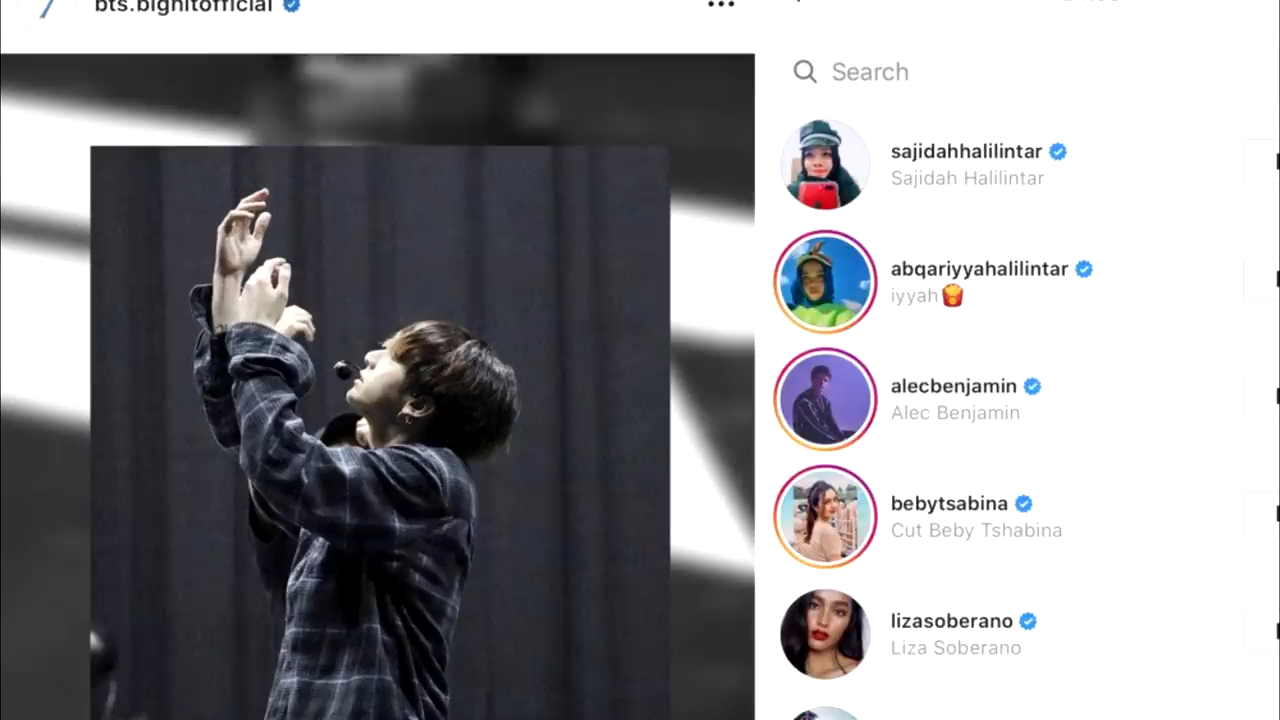 bts.bighitofficial
Search
sajidahhalilintar
Sajidah Halilintar
abqariyyahalilintar
iyyah🍟
alecbenjamin
Alec Benjamin
bebytsabina
Cut Beby Tshabina
lizasoberano
Liza Soberano